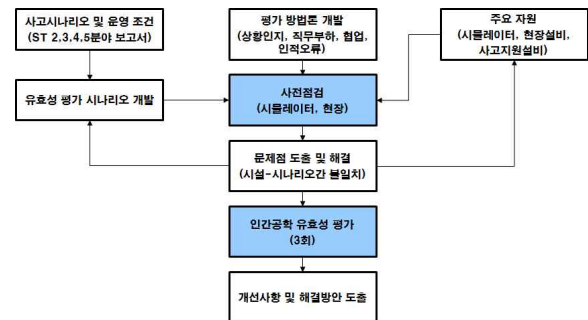 사고시나리오 및 운영 조건
(ST 2,3,4,5분야 보고서)
평가 방법론 개발
(상황인지, 직무부하, 협업,
인적오류)
주요 자원
(시뮬레이터, 현장설비,
사고지원설비)
유효성 평가 시나리오 개발
사전점검
(시뮬레이터, 현장)
문제점 도출 및 해결
(시설-시나리오간 불일치)
인간공학 유효성 평가
(3회)
개선사항 및 해결방안 도출